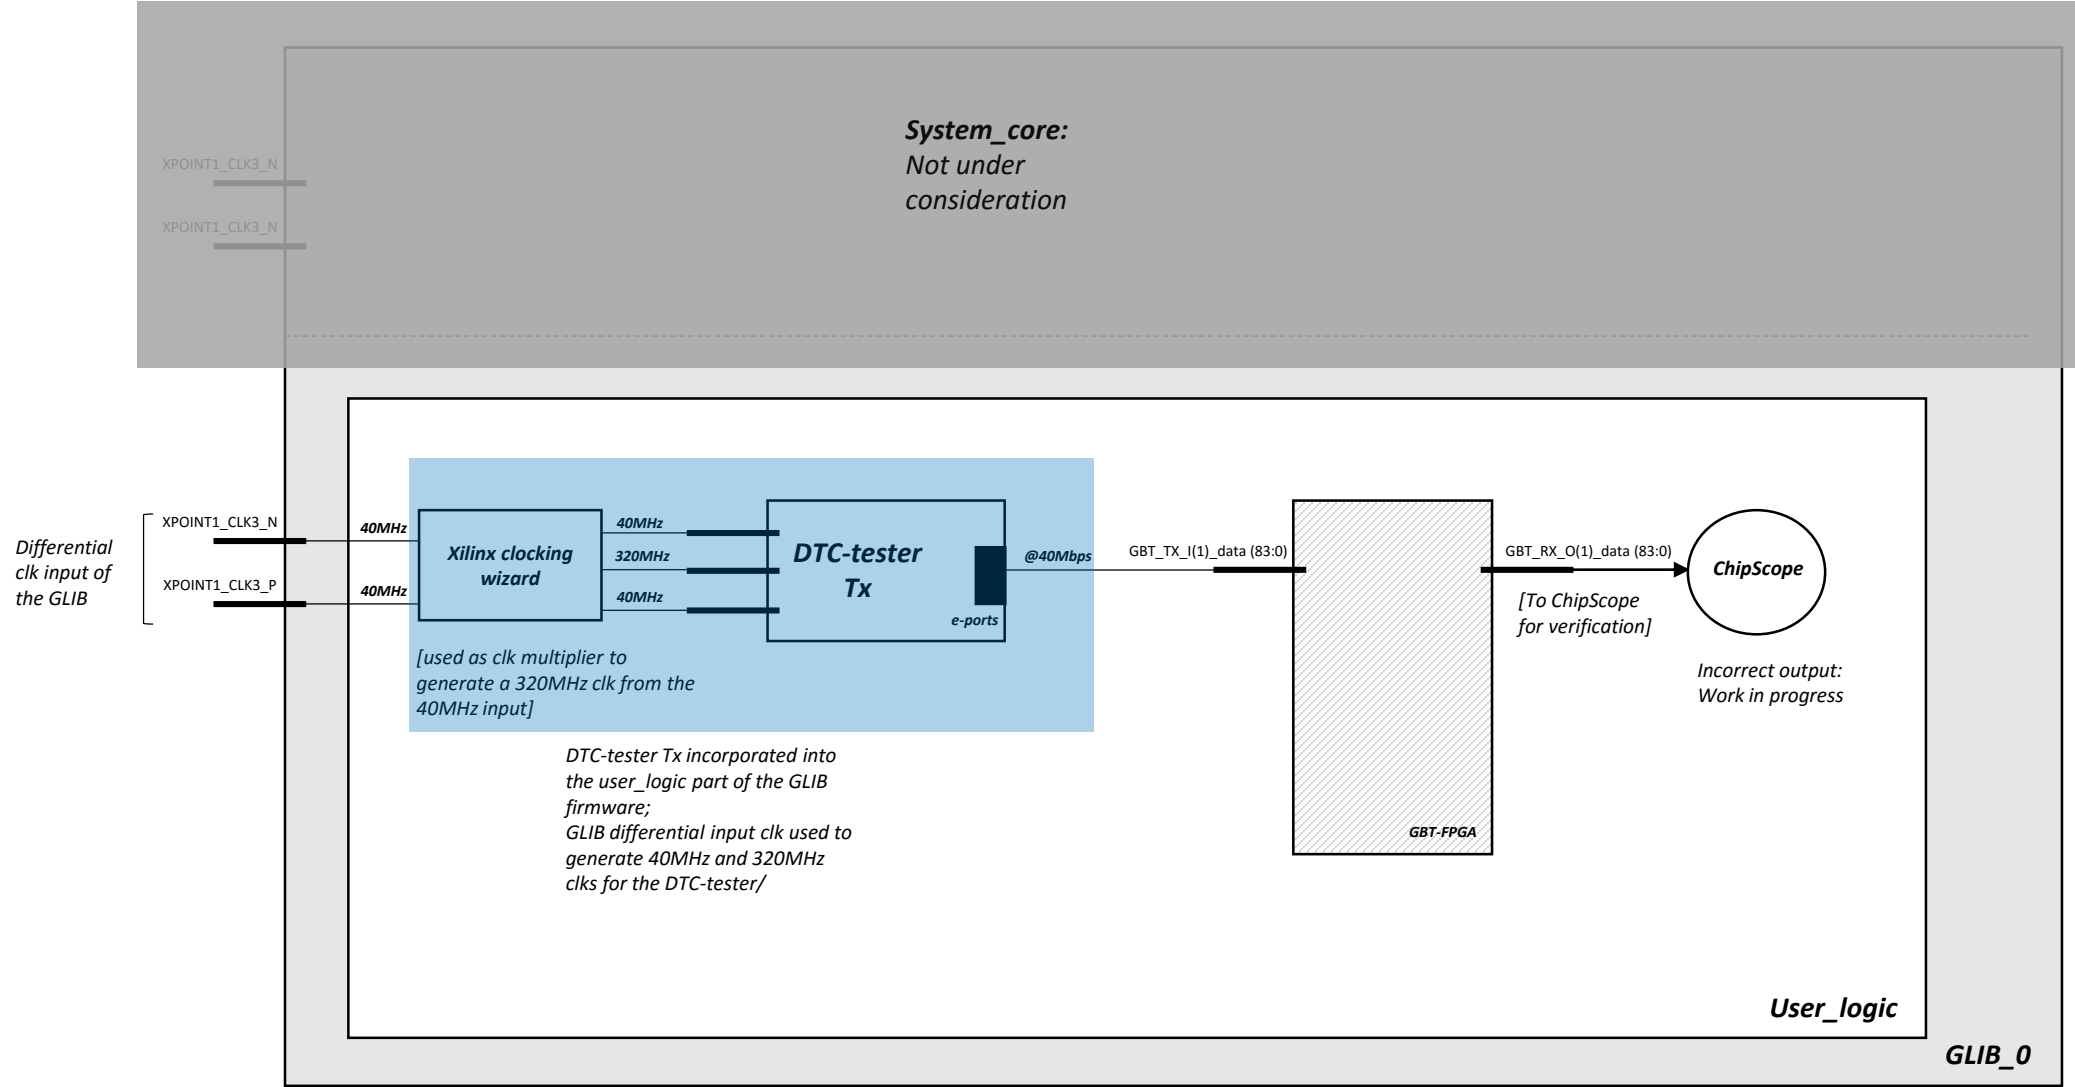 System_core:
Not under
consideration
XPOINT1_CLK3_N
XPOINT1_CLK3_N
Differential
clk input of
the GLIB
XPOINT1_CLK3_N
XPOINT1_CLK3_P
40MHz
40MHz
Xilinx clocking
wizard
40MHz
320MHz
40MHz
DTC-tester
Tx
e-ports
@40Mbps
[used as clk multiplier to
generate a 320MHz clk from the
40MHz input]
DTC-tester Tx incorporated into
the user_logic part of the GLIB
firmware;
GLIB differential input clk used to
generate 40MHz and 320MHz
clks for the DTC-tester/
GBT_TX_I(1)_data (83:0)
GBT-FPGA
GBT_RX_O(1)_data (83:0)
[To ChipScope
for verification]
ChipScope
Incorrect output:
Work in progress
User_logic
GLIB_0